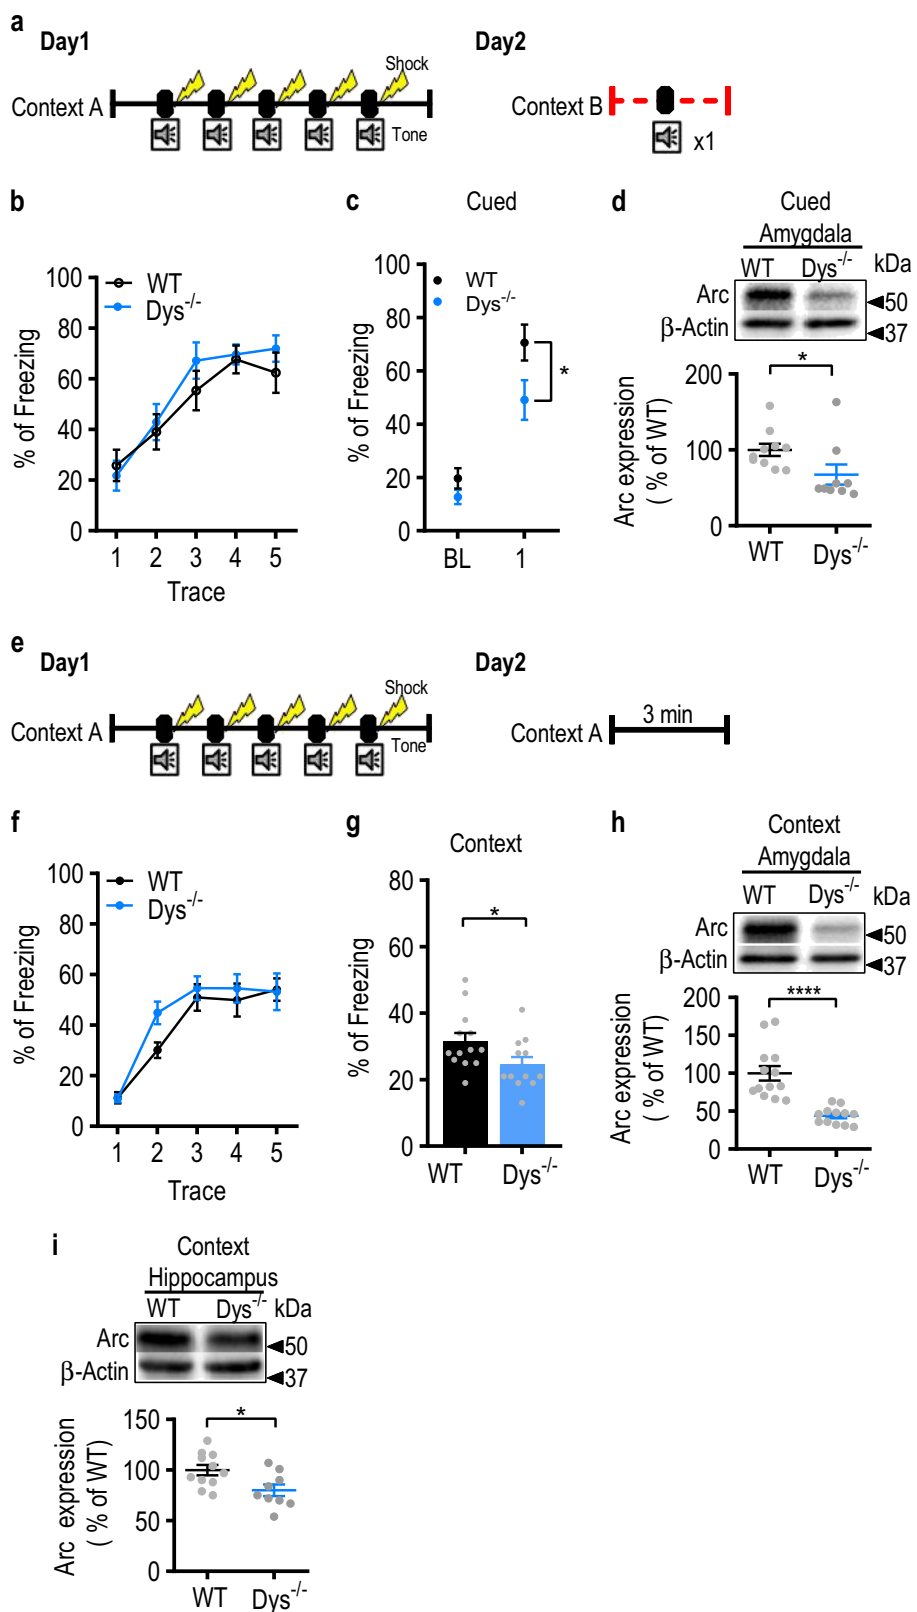 a
Day1
Day2
Shock
Context A
Tone
Context B
x1
b
100
80
60
40
20
0
% of Freezing
WT
Dys-/-
1 2 3 4 5
Trace
c
Cued
100
80
60
40
20
0
% of Freezing
WT
Dys-/-
*
BL 1
d
Cued
Amygdala
WT Dys-/- kDa
Arc
50
β-Actin
37
200
100
0
Arc expression
( % of WT)
*
WT Dys-/-
e
Day1
Day2
Shock
Context A
Tone
Context A
3 min
f
100
80
60
40
20
0
% of Freezing
WT
Dys-/-
1 2 3 4 5
Trace
g
Context
80
60
40
20
0
% of Freezing
*
WT Dys-/-
h
Context
Amygdala
WT Dys-/- kDa
Arc
50
β-Actin
37
200
150
100
50
0
Arc expression
( % of WT)
****
WT Dys-/-
i
Context
Hippocampus
WT Dys-/- kDa
Arc
50
β-Actin
37
150
100
50
0
Arc expression
( % of WT)
*
WT Dys-/-